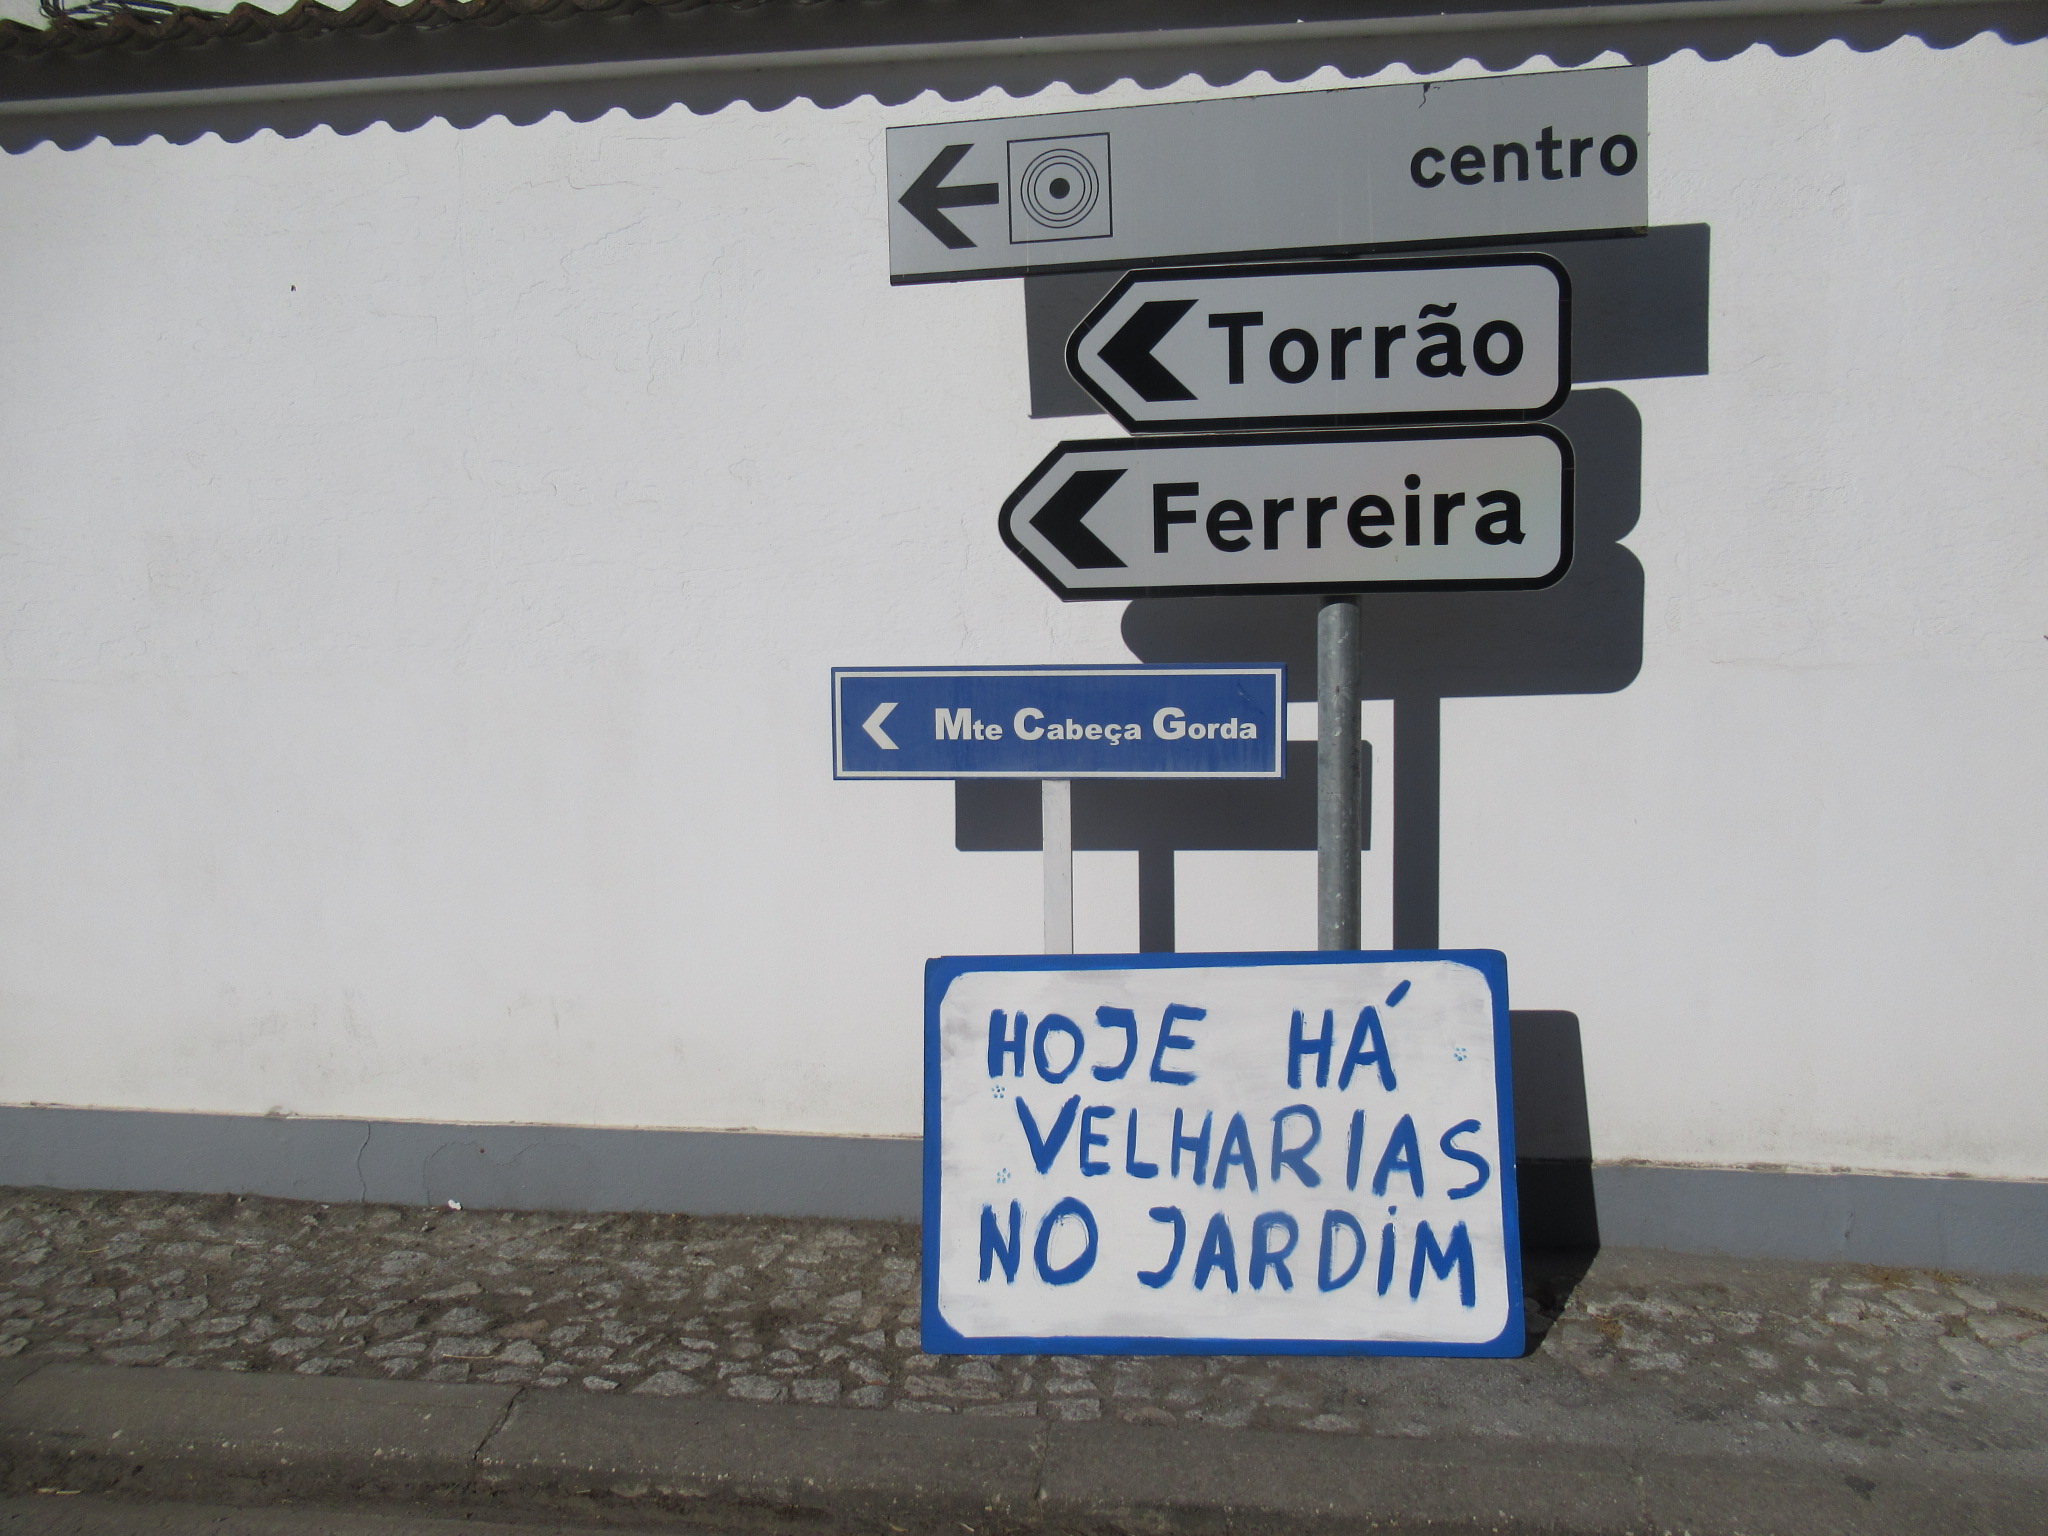 centro
Torrão
Ferreira
Mte Cabeça Gorda
HOJE HÁ
VELHARIAS
NO JARDIM